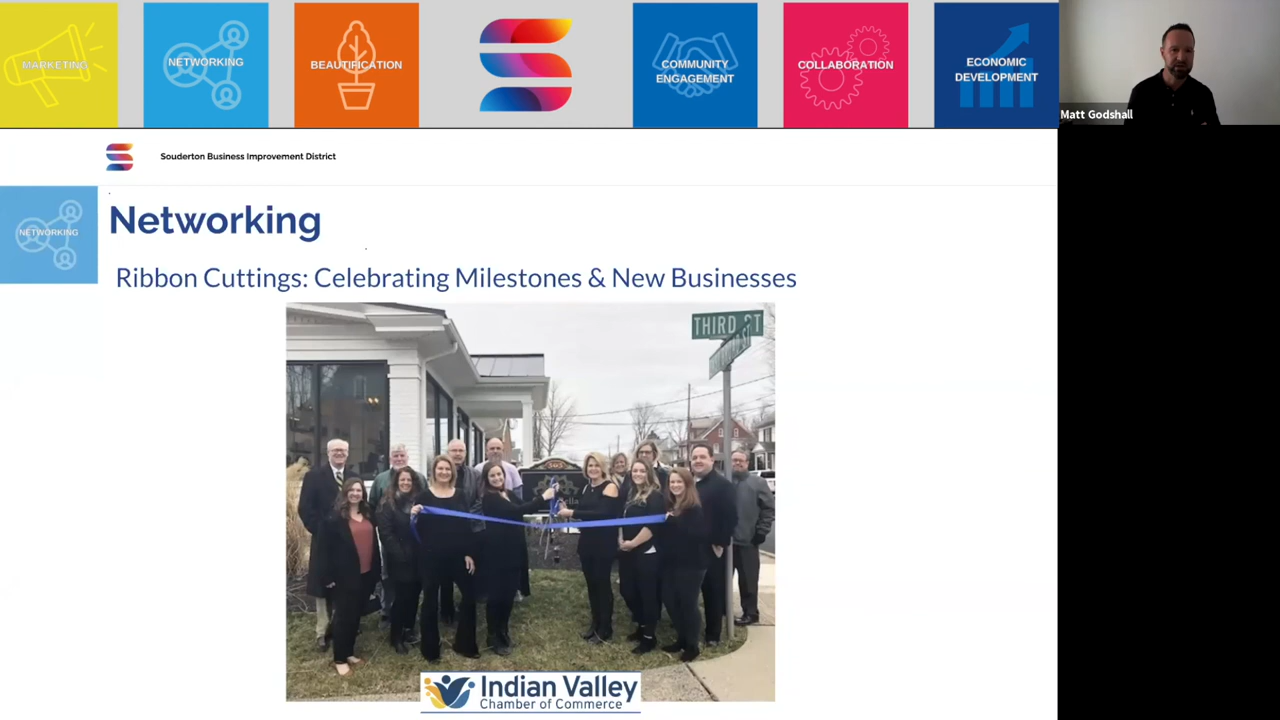 MARKETING
NETWORKING
BEAUTIFICATION
COMMUNITY
ENGAGEMENT
COLLABORATION
ECONOMIC
DEVELOPMENT
Matt Godshall
Souderton Business Improvement District
NETWORKING
Networking
Ribbon Cuttings: Celebrating Milestones & New Businesses
THIRD ST
505
Indian Valley
Chamber of Commerce